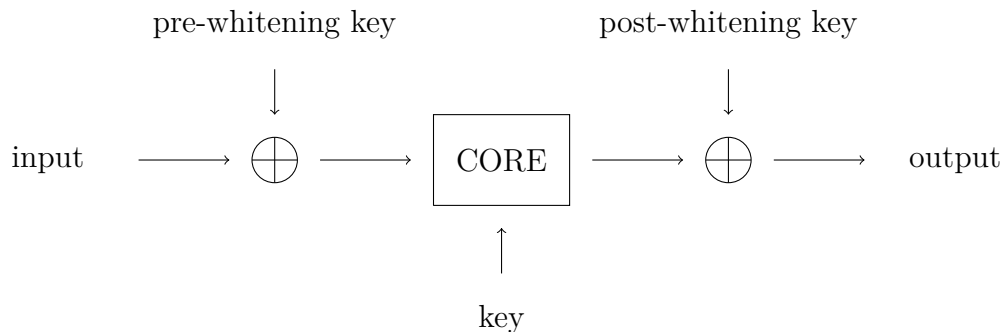 pre-whitening key
post-whitening key
input
CORE
output
key